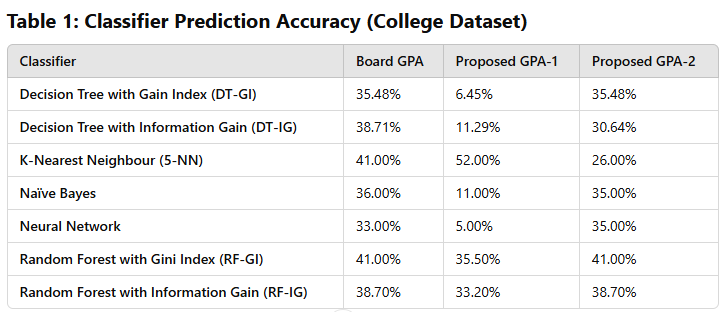 Table 1: Classifier Prediction Accuracy (College Dataset)
Classifier Board GPA Proposed GPA-1 Proposed GPA-2
Decision Tree with Gain Index (DT-GI) 35.48% 6.45% 35.48%
Decision Tree with Information Gain (DT-IG) 38.71% 11.29% 30.64%
K-Nearest Neighbour (5-NN) 41.00% 52.00% 26.00%
Naïve Bayes 36.00% 11.00% 35.00%
Neural Network 33.00% 5.00% 35.00%
Random Forest with Gini Index (RF-GI) 41.00% 35.50% 41.00%
Random Forest with Information Gain (RF-IG) 38.70% 33.20% 38.70%